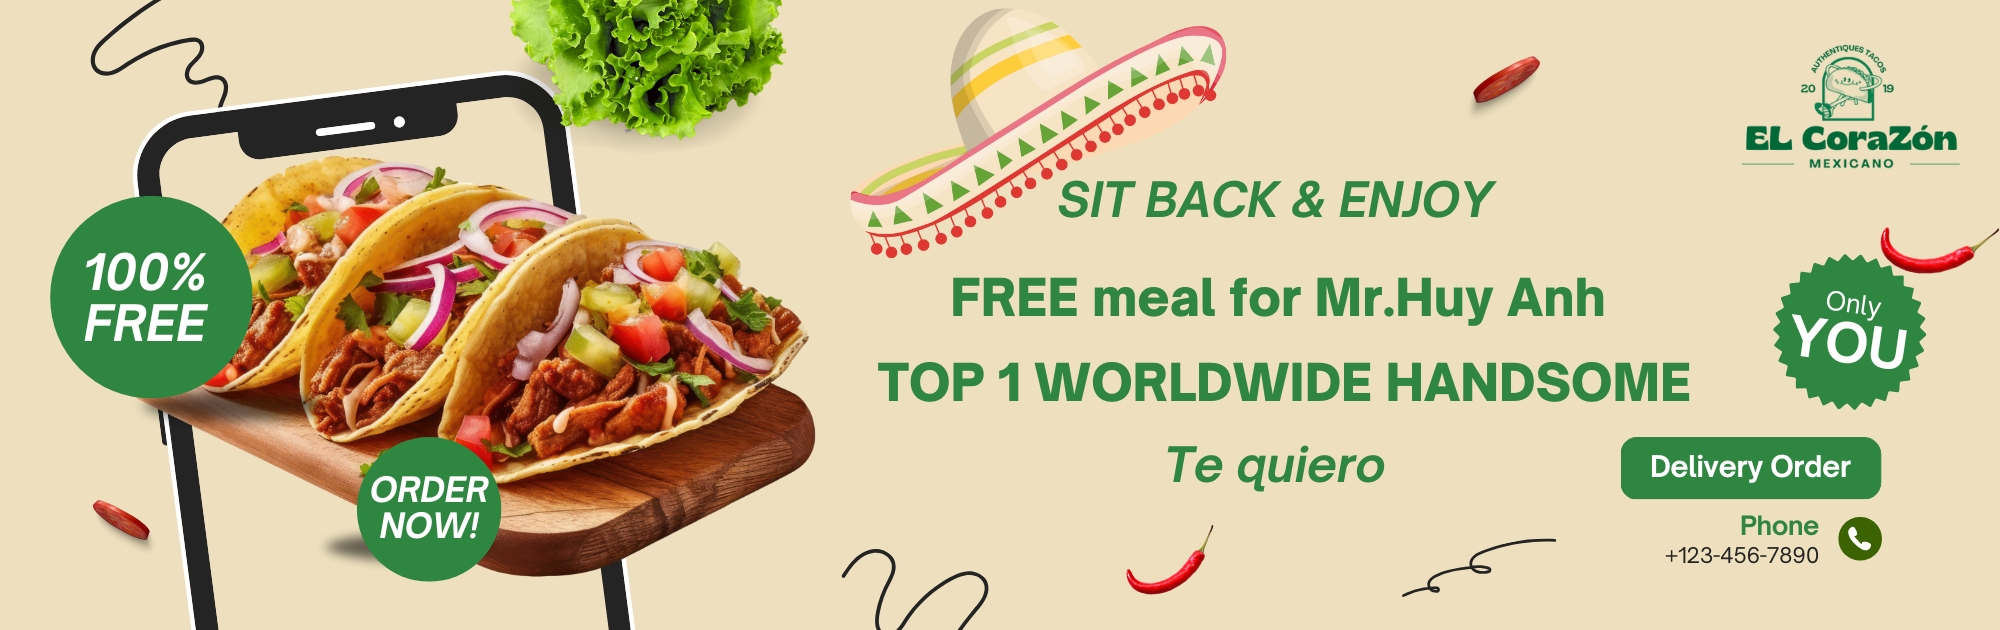 AUTHENTIQUES TACOS
20 19
EL CoraZón
MEXICANO
SIT BACK & ENJOY
100%
FREE
FREE meal for Mr.Huy Anh
Only
YOU
TOP 1 WORLDWIDE HANDSOME
Te quiero
ORDER
NOW!
Delivery Order
Phone
+123-456-7890